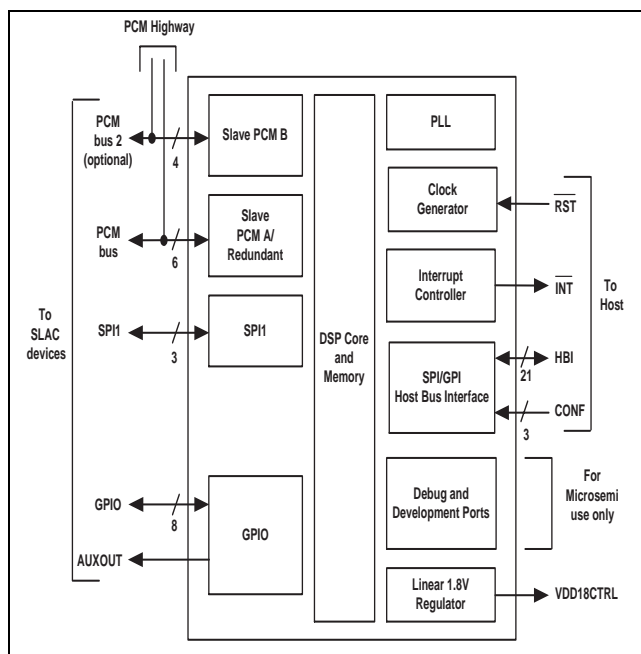 PCM Highway
PCM
bus 2
(optional)
4
Slave PCM B
PCM
bus
6
Slave
PCM A/
Redundant
To
SLAC
devices
SPI1
3
SPI1
GPIO
8
GPIO
AUXOUT
DSP Core
and
Memory
PLL
Clock
Generator
RST
Interrupt
Controller
INT
To
Host
SPI/GPI
Host Bus Interface
HBI
21
CONF
3
Debug and
Development Ports
For
Microsemi
use only
Linear 1.8V
Regulator
VDD18CTRL